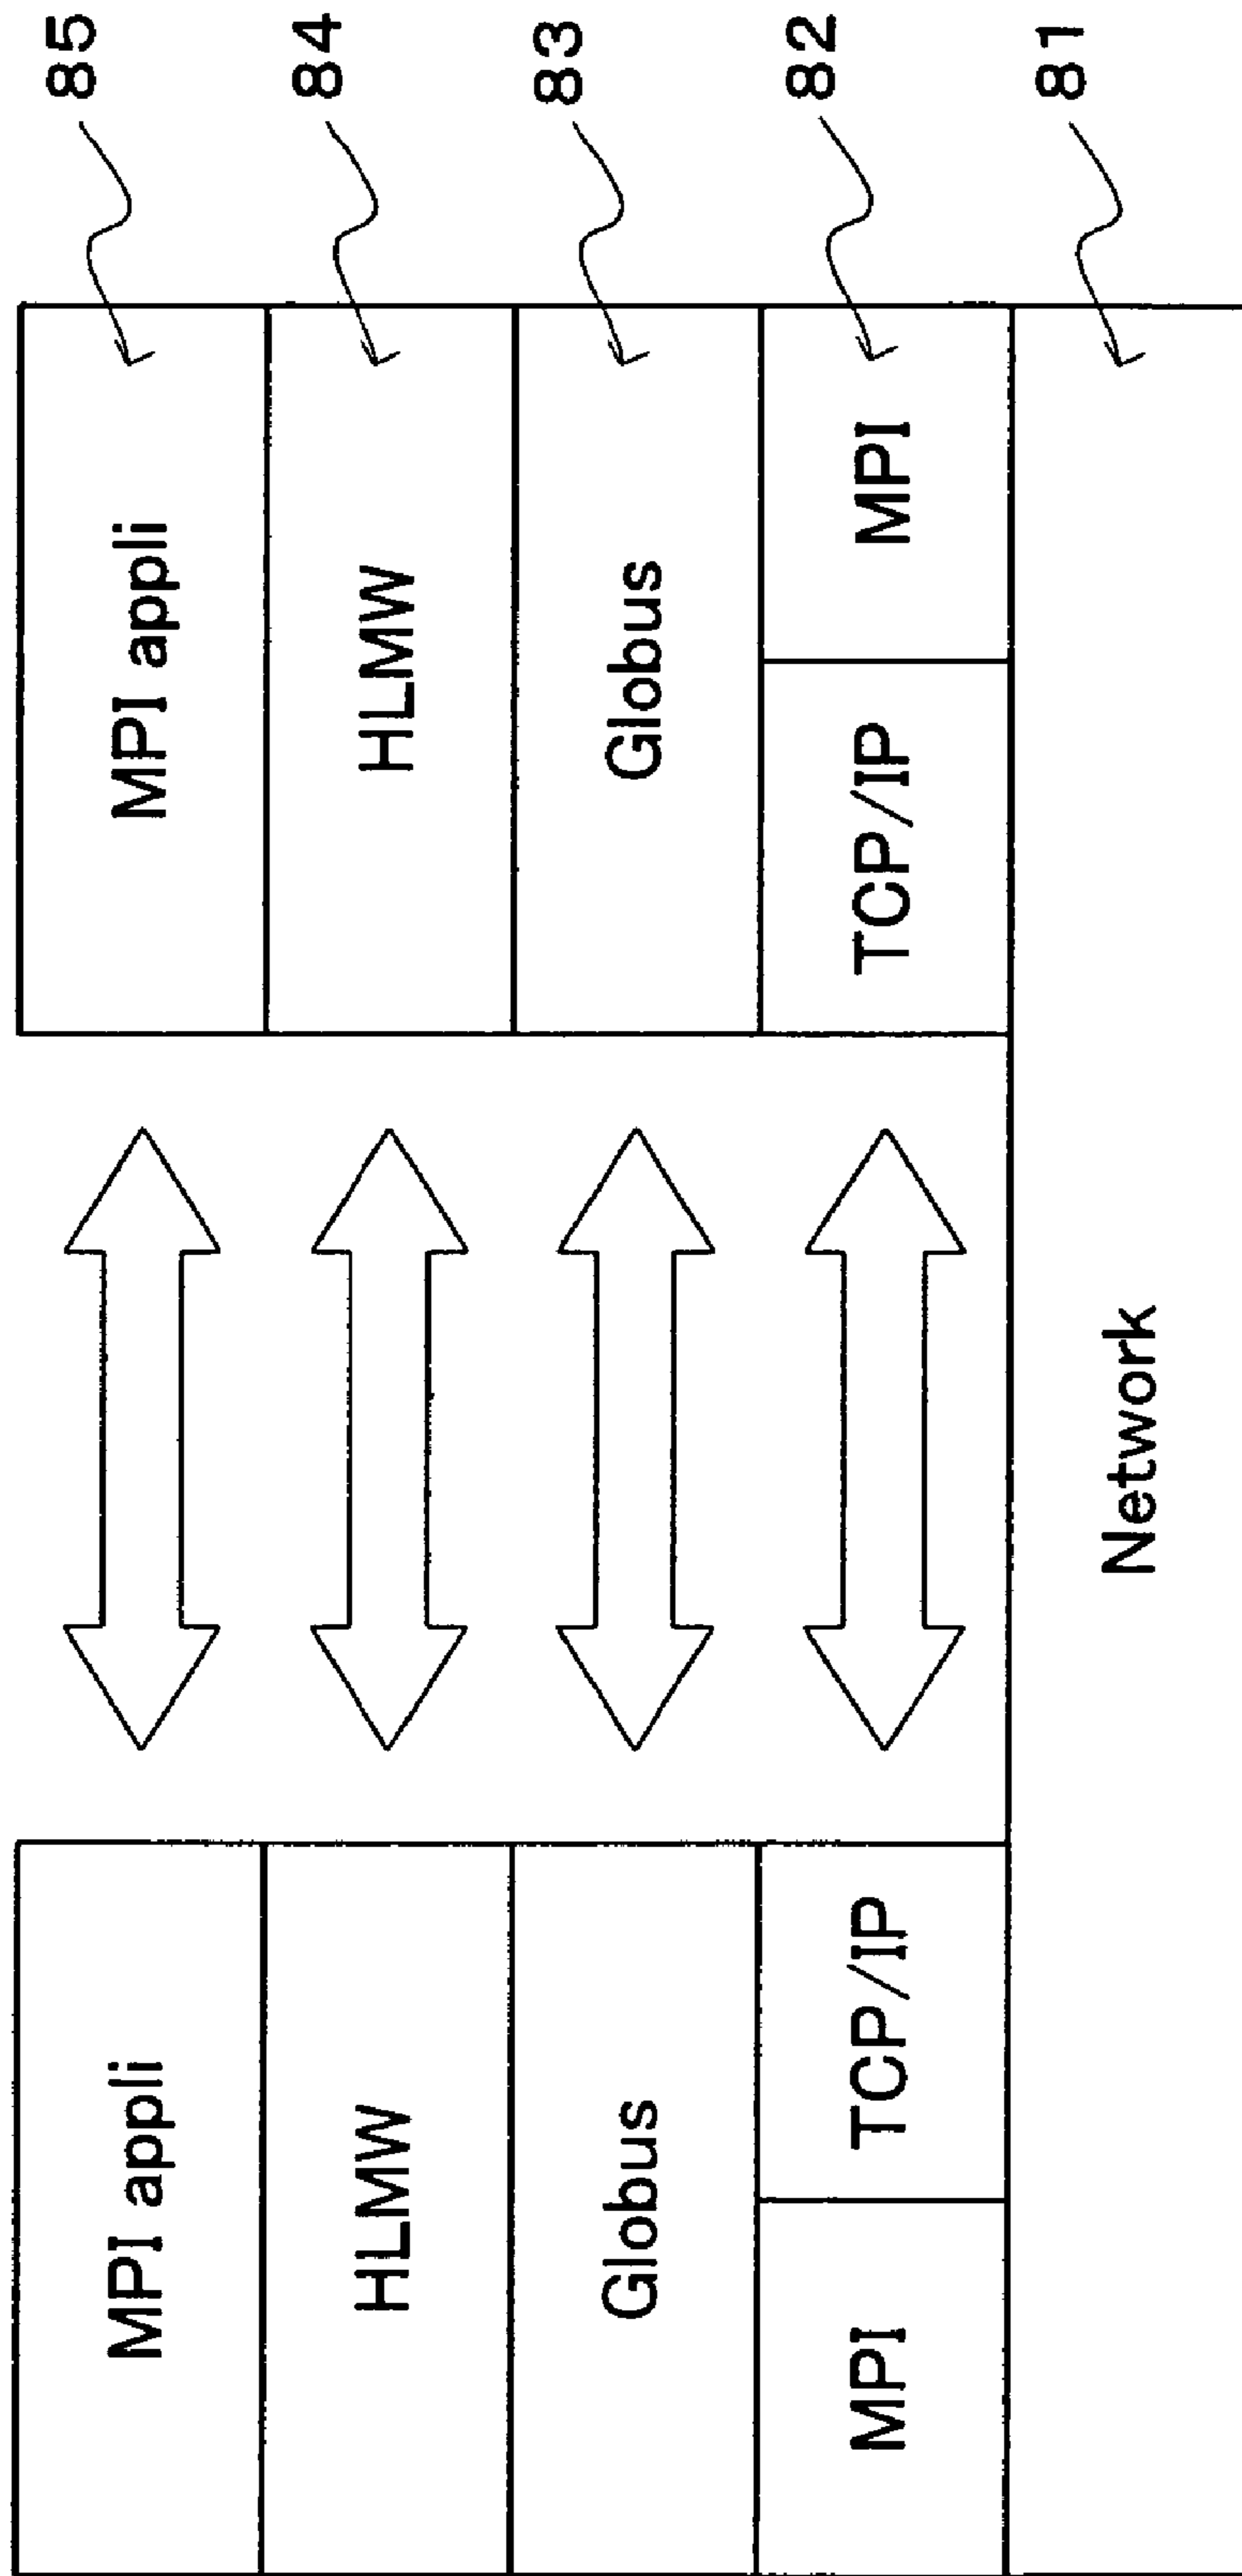 MPI appli
MPI appli
85
HLMW
HLMW
84
Globus
Globus
83
MPI
TCP/IP
TCP/IP
MPI
82
Network
81